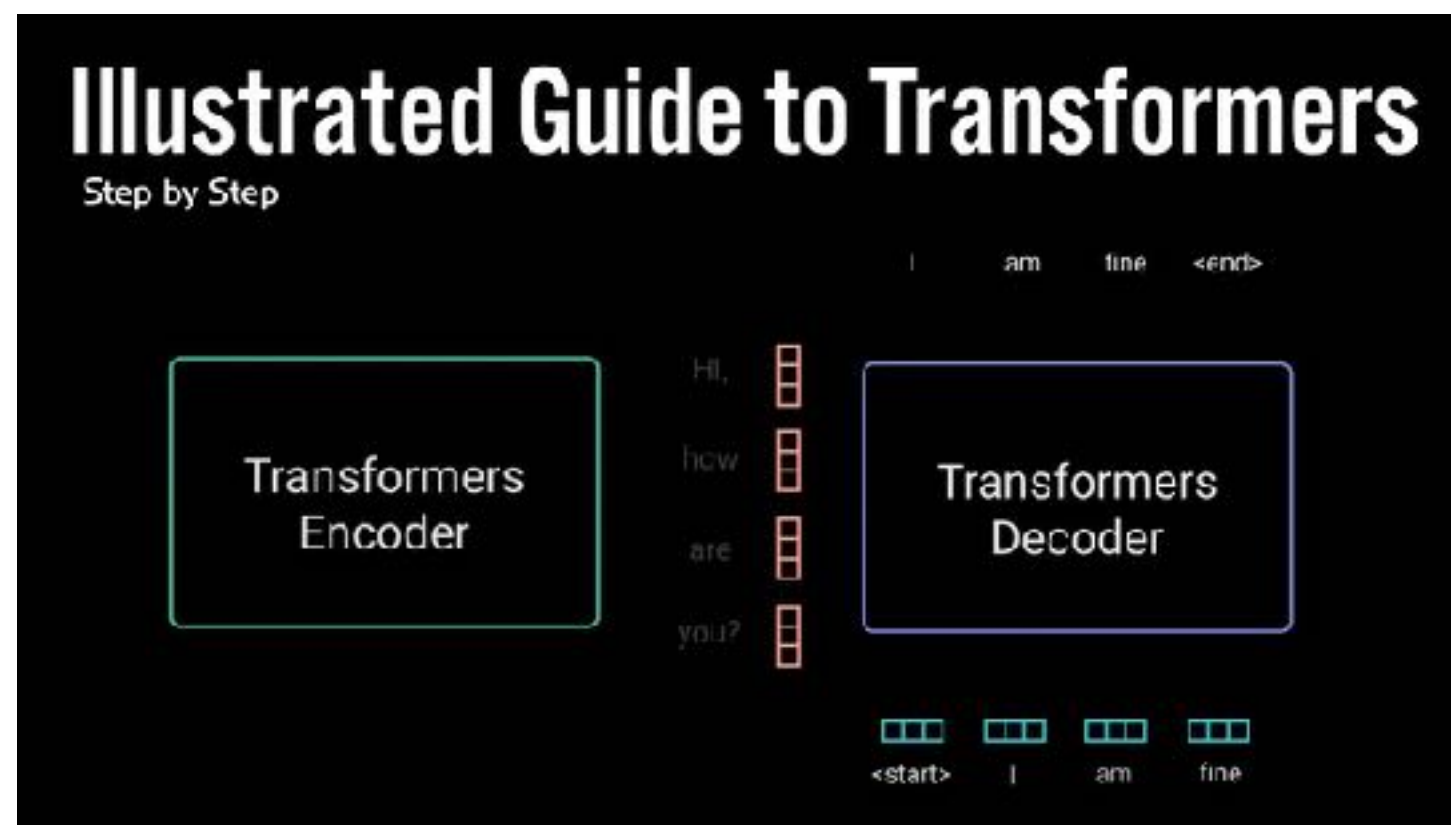 Illustrated Guide to Transformers
Step by Step
I am fine <end>
Hi,
how
are
you?
Transformers
Encoder
Transformers
Decoder
<start> I am fine